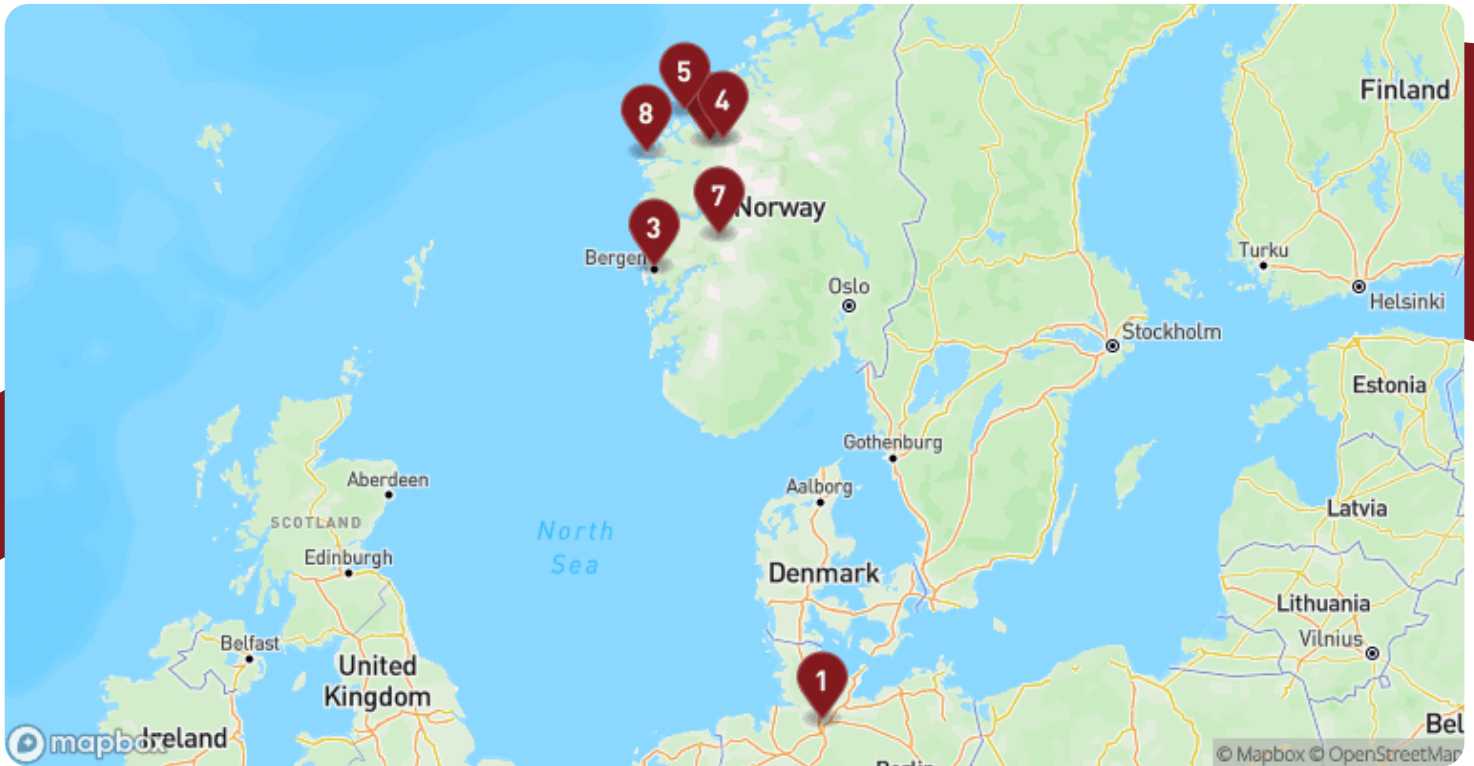 5
4
8
Finland
7
Norway
3
Bergen
Turku
Oslo
Helsinki
Stockholm
Estonia
Gothenburg
Aberdeen
Aalborg
SCOTLAND
Latvia
North
Sea
Edinburgh
Denmark
Lithuania
Vilnius
Belfast
United
Kingdom
1
Ireland
Bel
mapbox
© Mapbox © OpenStreetMap